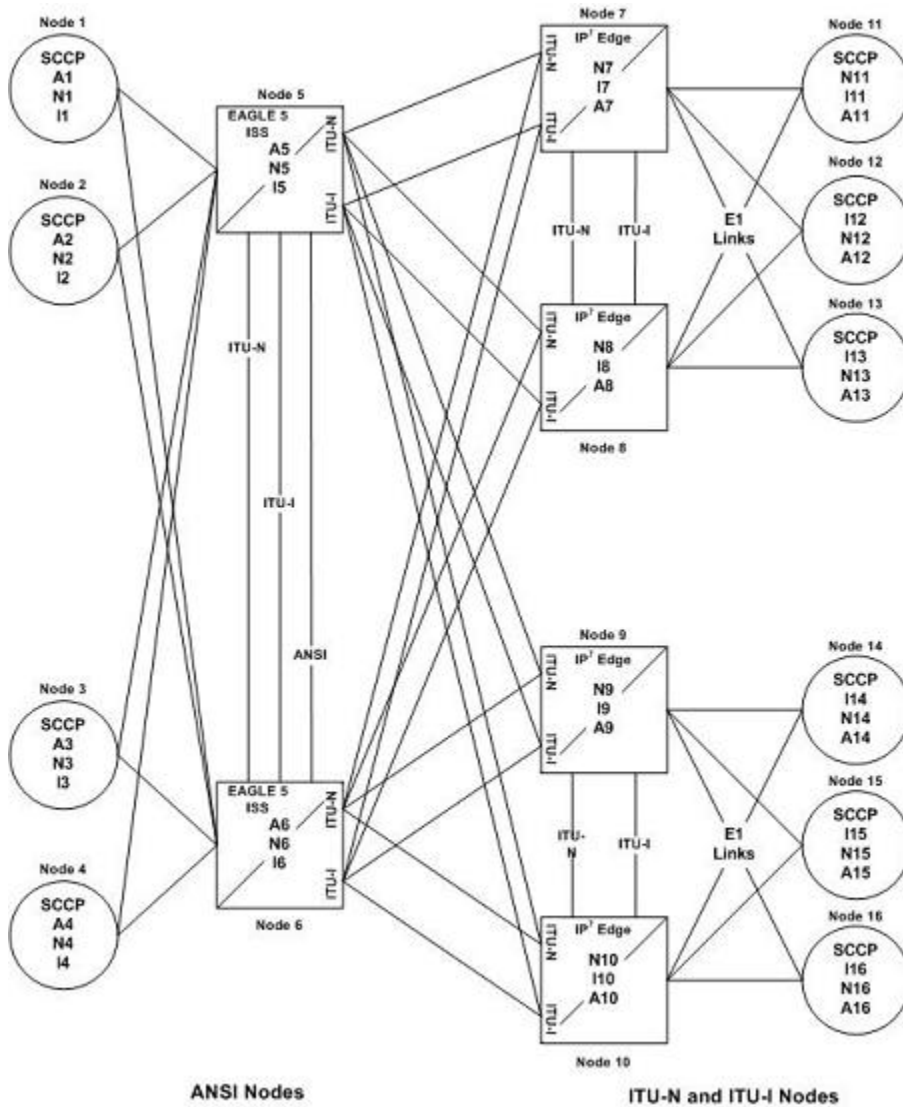 Node 1
SCCP
A1
N1
I1
Node 2
SCCP
A2
N2
I2
Node 3
SCCP
A3
N3
I3
Node 4
SCCP
A4
N4
I4
Node 5
EAGLE 5
ISS
A5
N5
I5
ITU-N
ITU-I
ITU-N
ITU-I
ANSI
EAGLE 5
ISS
A6
N6
I6
ITU-N
ITU-I
Node 6
Node 7
IP7 Edge
ITU-N
N7
I7
A7
ITU-I
ITU-N
ITU-I
IP7 Edge
ITU-N
N8
I8
A8
ITU-I
Node 8
Node 9
IP7 Edge
ITU-N
N9
I9
A9
ITU-I
ITU-
N
ITU-I
IP7 Edge
ITU-N
N10
I10
A10
ITU-I
Node 10
Node 11
SCCP
N11
I11
A11
Node 12
SCCP
I12
N12
A12
E1
Links
Node 13
SCCP
I13
N13
A13
Node 14
SCCP
I14
N14
A14
Node 15
SCCP
I15
N15
A15
E1
Links
Node 16
SCCP
I16
N16
A16
ANSI Nodes
ITU-N and ITU-I Nodes